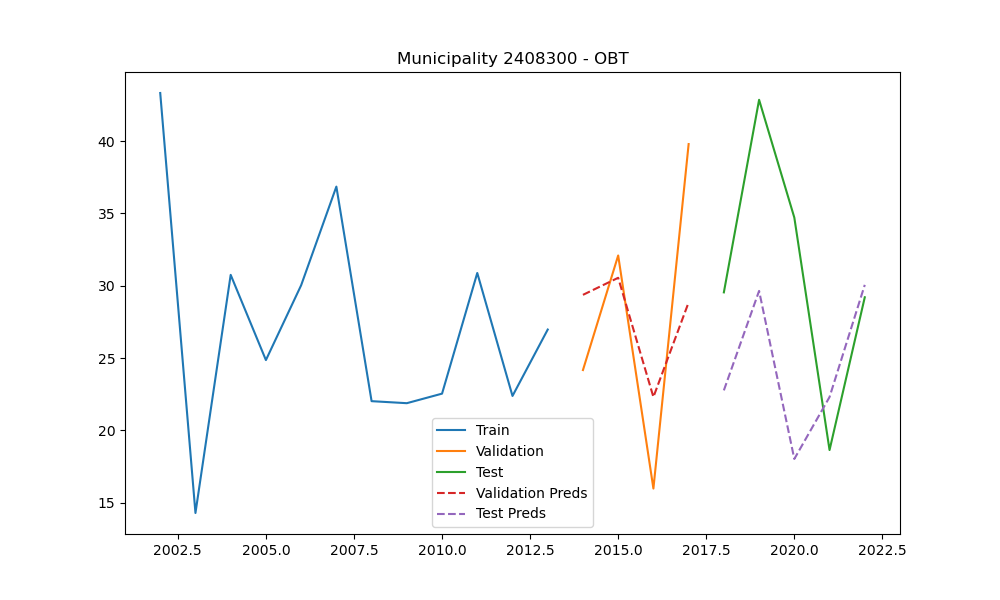 Municipality 2408300 - OBT
40
35
30
25
20
15
Train
Validation
Test
Validation Preds
Test Preds
2002.5 2005.0 2007.5 2010.0 2012.5 2015.0 2017.5 2020.0 2022.5